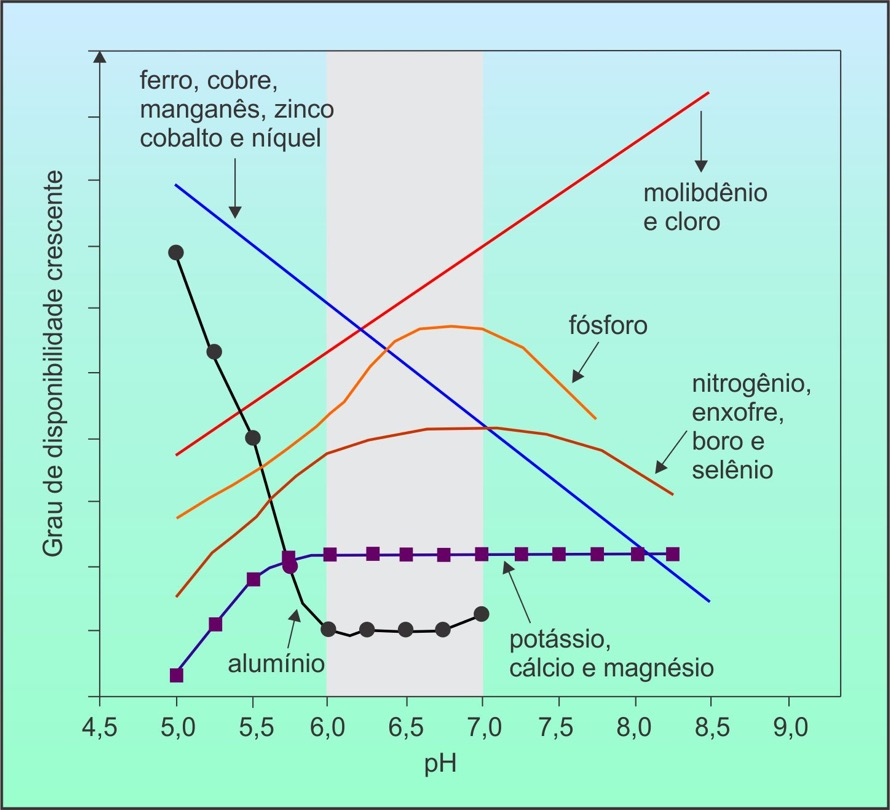 Grau de disponibilidade crescente
ferro, cobre,
manganês, zinco
cobalto e níquel
molibdênio
e cloro
fósforo
nitrogênio,
enxofre,
boro e
selênio
potássio,
cálcio e magnésio
alumínio
4,5 5,0 5,5 6,0 6,5 7,0 7,5 8,0 8,5 9,0
pH